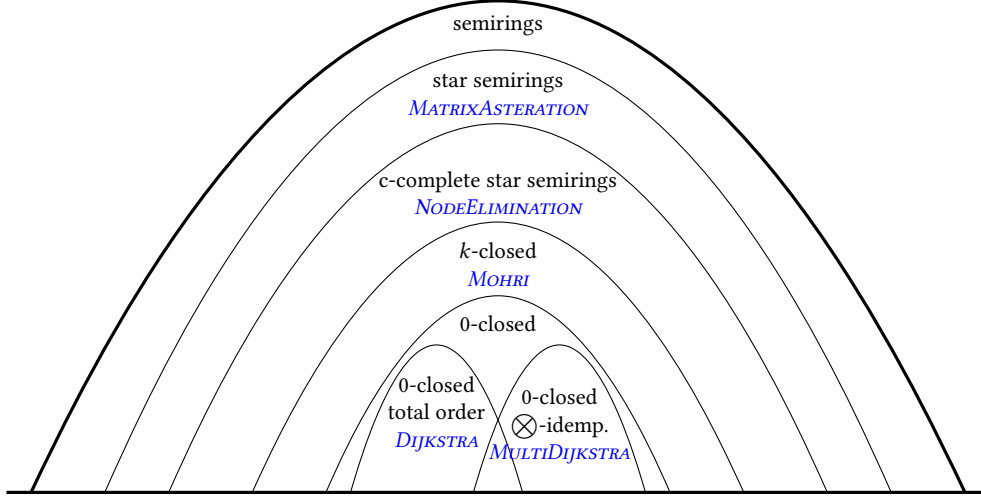 semirings
star semirings
MATRIXASTERATION
c-complete star semirings
NODEELIMINATION
k-closed
MOHRI
0-closed
0-closed
total order
DIJKSTRA
0-closed
⊗-idemp.
MULTIDIJKSTRA